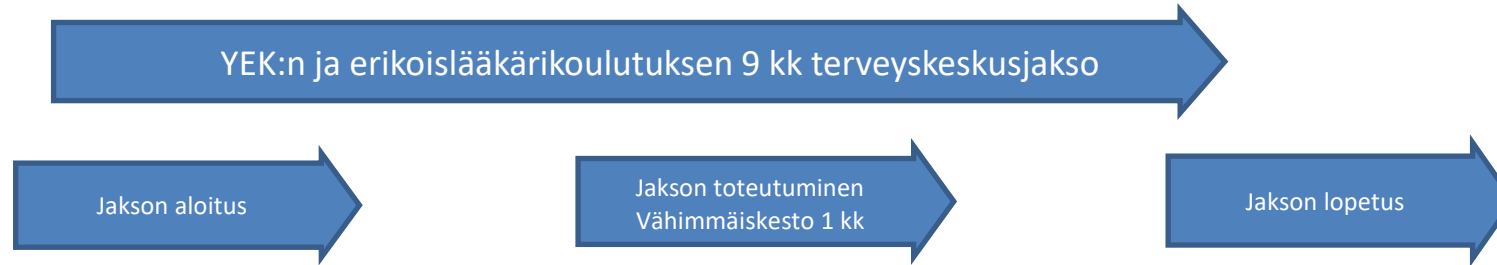 YEK:n ja erikoislääkärikoulutuksen 9 kk terveyskeskusjakso
Jakson aloitus
Jakson toteutuminen
Vähimmäiskesto 1 kk
Jakson lopetus